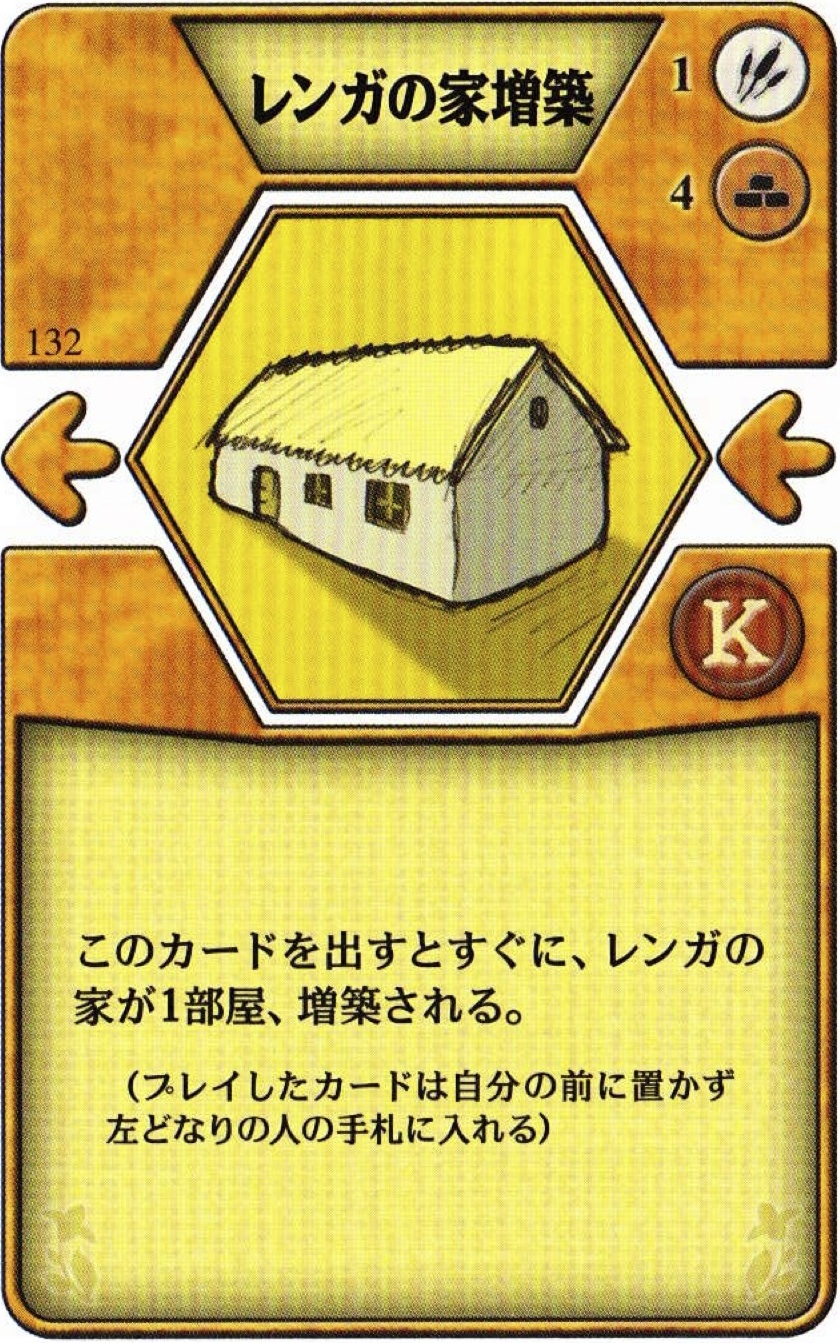 レンガの家増築
1
4
132
K
このカードを出すとすぐに、レンガの
家が1部屋、増築される。
(プレイしたカードは自分の前に置かず
左どなりの人の手札に入れる)